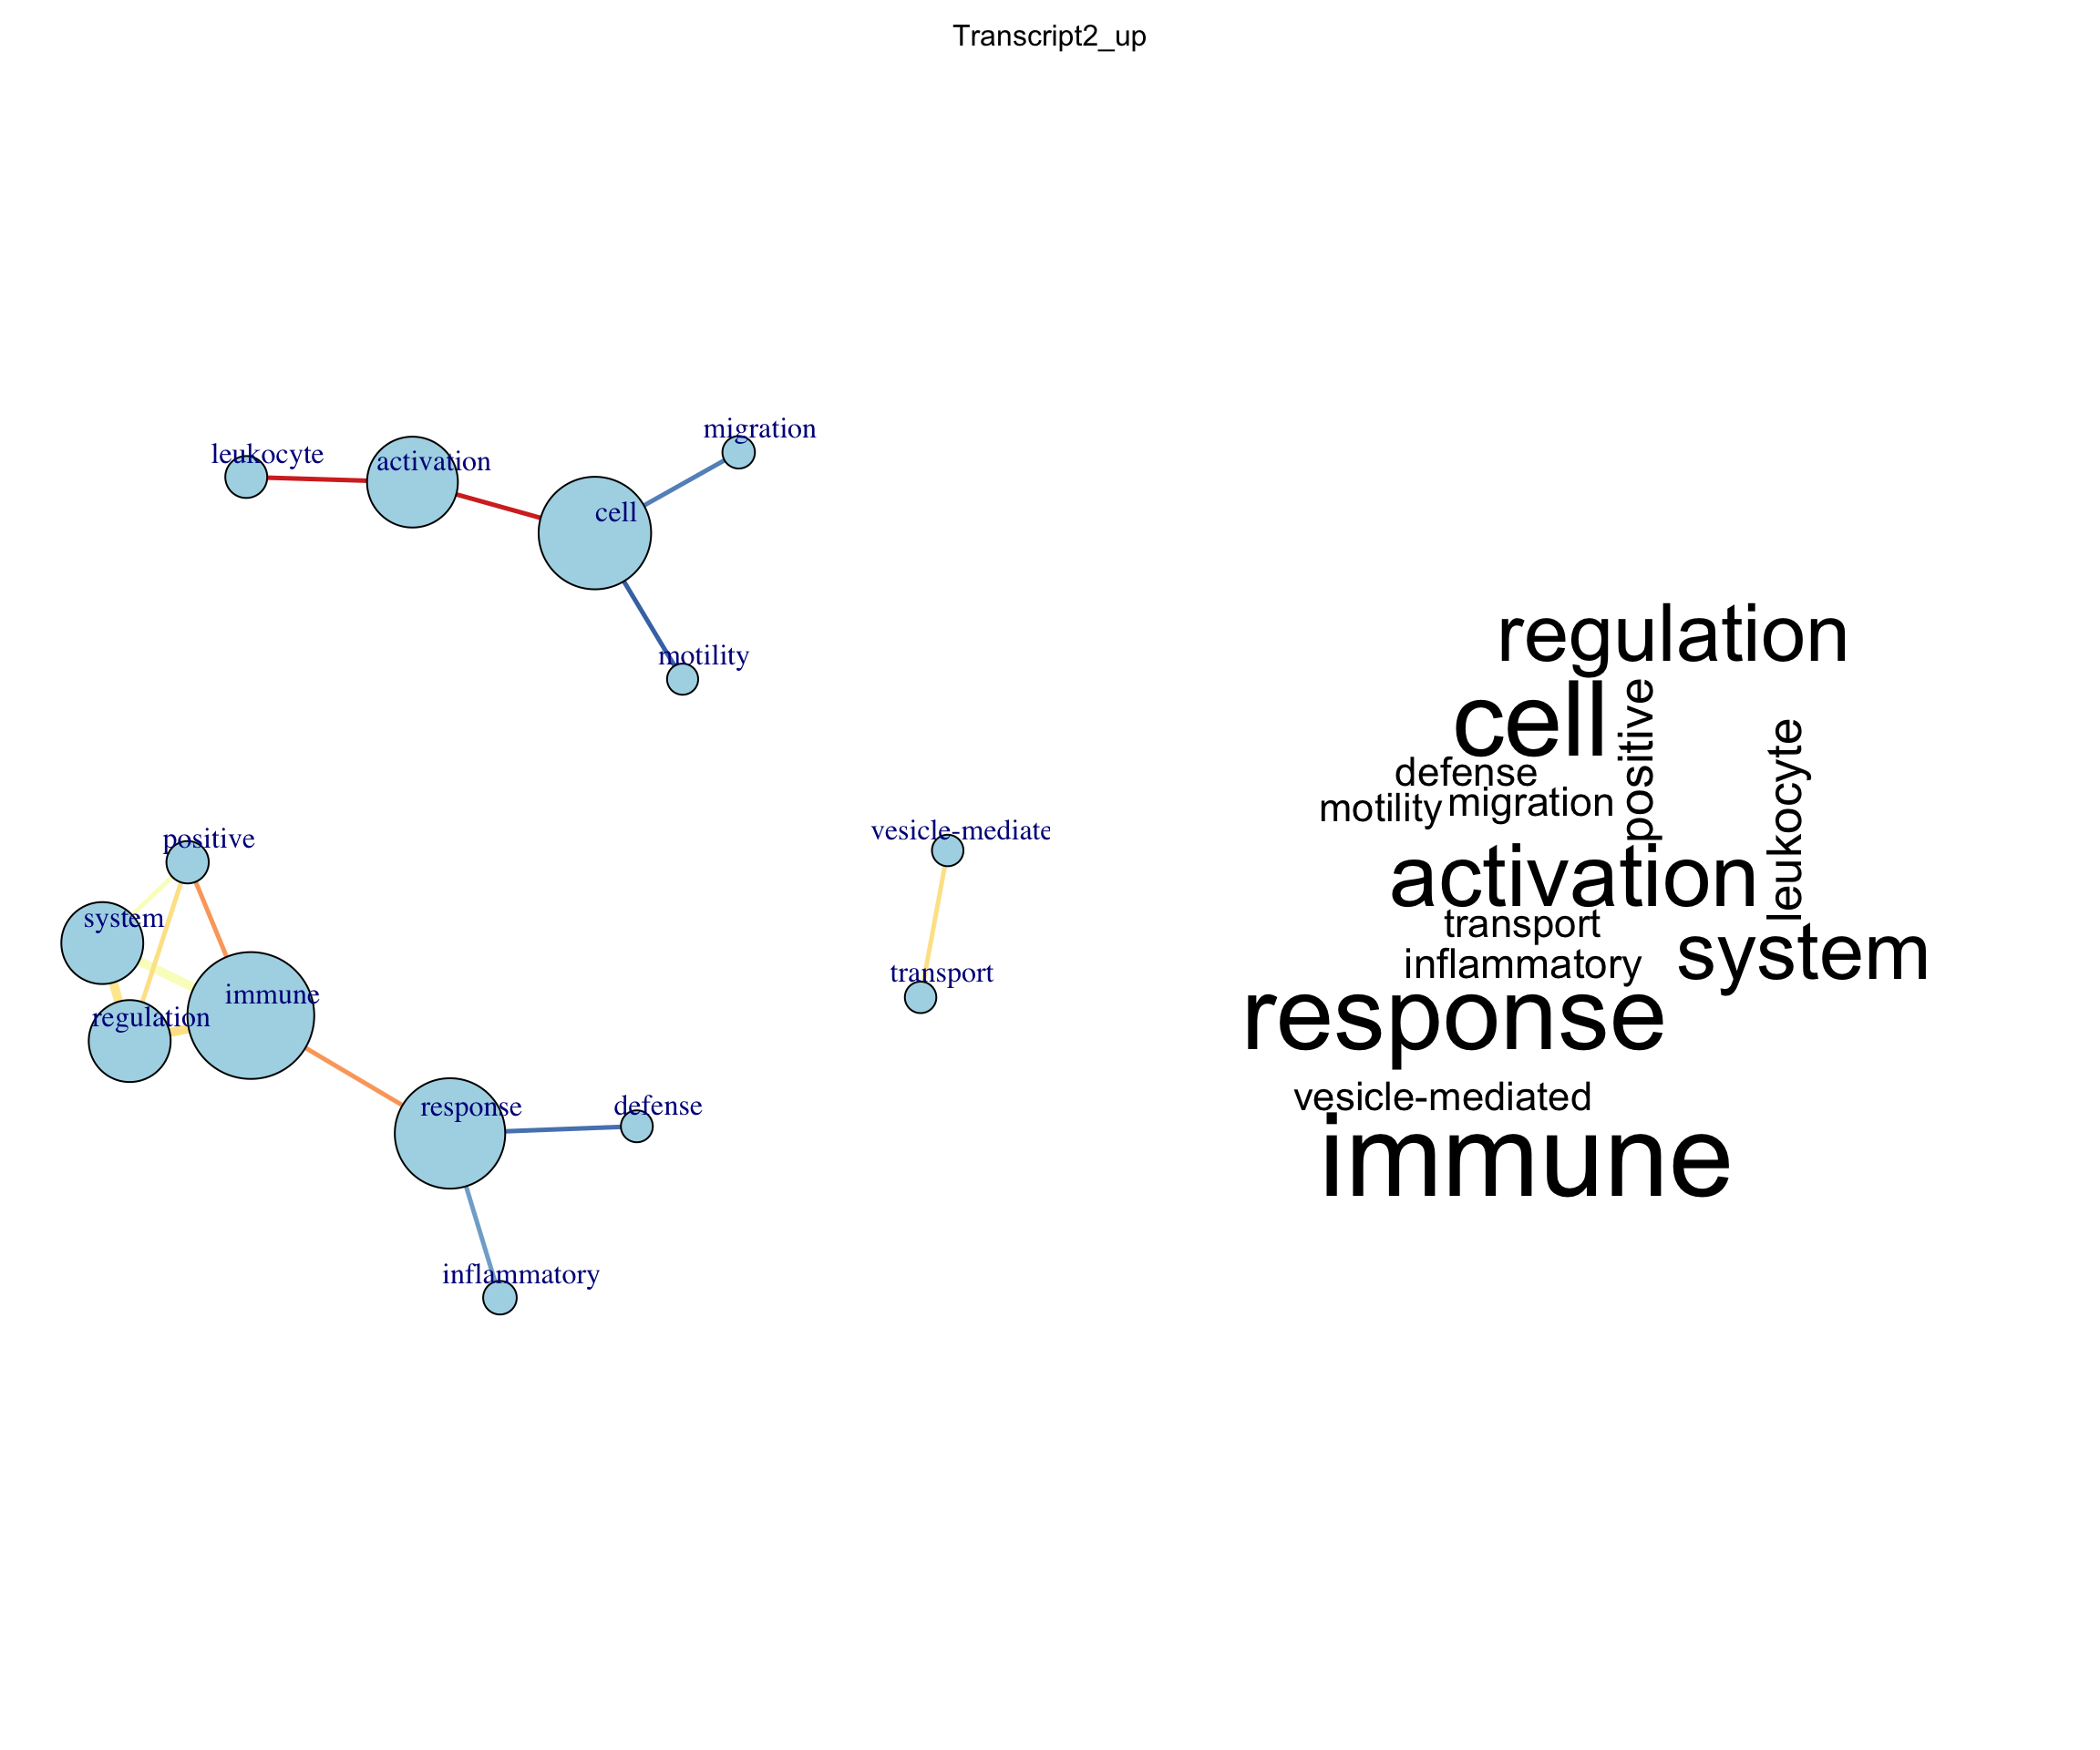 Transcript2_up
migration
leukocyte
activation
cell
motility
positive
vesicle-mediate
system
transport
immune
regulation
response
defense
inflammatory
regulation
cell
positive
leukocyte
defense
motility
migration
activation
transport
system
inflammatory
response
vesicle-mediated
immune